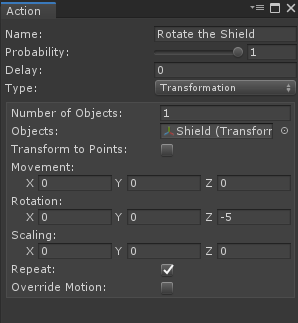 Action
Name: Rotate the Shield
Probability: 1
Delay: 0
Type: Transformation
Number of Objects: 1
Objects: Shield (Transform
Transform to Points:
Movement:
X 0 Y 0 Z 0
Rotation:
X 0 Y 0 Z -5
Scaling:
X 0 Y 0 Z 0
Repeat:
Override Motion: